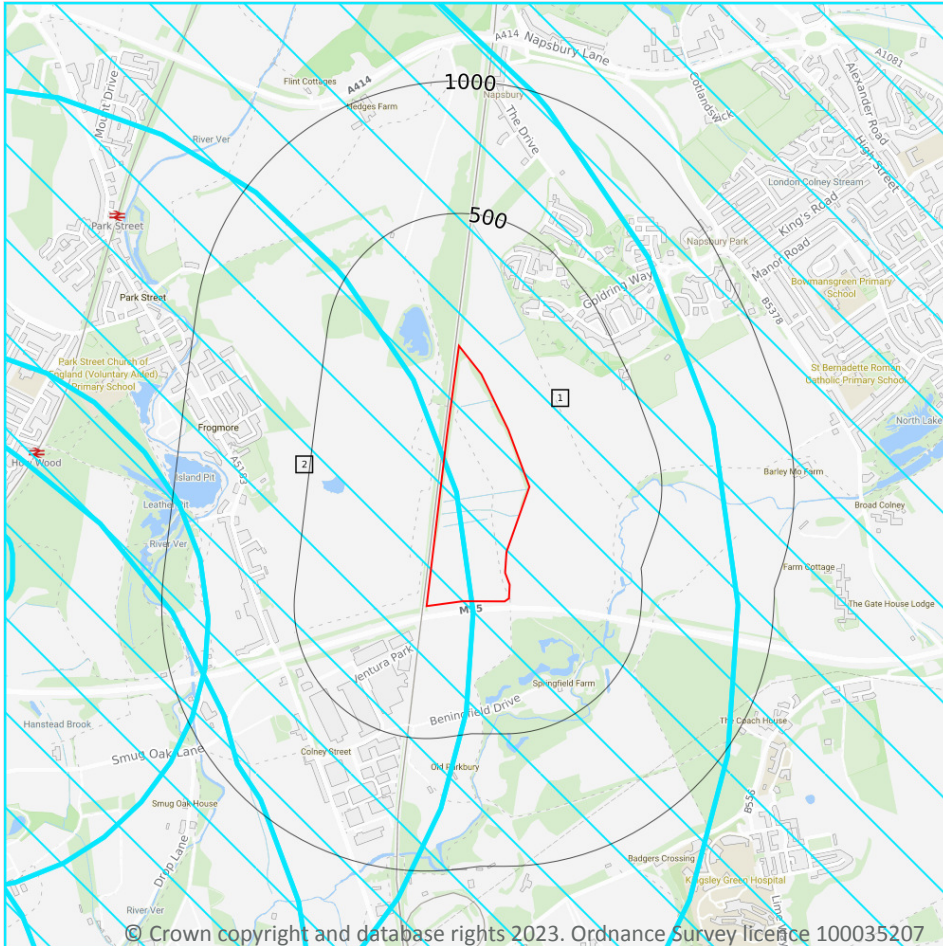 A414
Napsbury Lane
A1081
Flint Cottages
A414
Hedges Farm
1000
Napsbury
The Drive
Cotlandswick
Alexander Road
High Street
Mount Drive
River Ver
London Colney Stream
King's Road
Park Street
500
Napsbury Park
Manor Road
Goldring Way
Bowmansgreen Primary
School
B5378
Park Street
Park Street Church of
England (Voluntary Aided)
Primary School
St Bernadette Roman
Catholic Primary School
1
Frogmore
North Lake
How Wood
2
A5183
Island Pit
Barley Mo Farm
Broad Colney
River Ver
Farm Cottage
The Gate House Lodge
Ventura Park
Springfield Farm
Hanstead Brook
Beningfield Drive
The Coach House
Smug Oak Lane
Colney Street
Old Parkbury
Smug Oak House
B556
Drop Lane
Badgers Crossing
Kingsley Green Hospital
River Ver
© Crown copyright and database rights 2023. Ordnance Survey licence 100035207